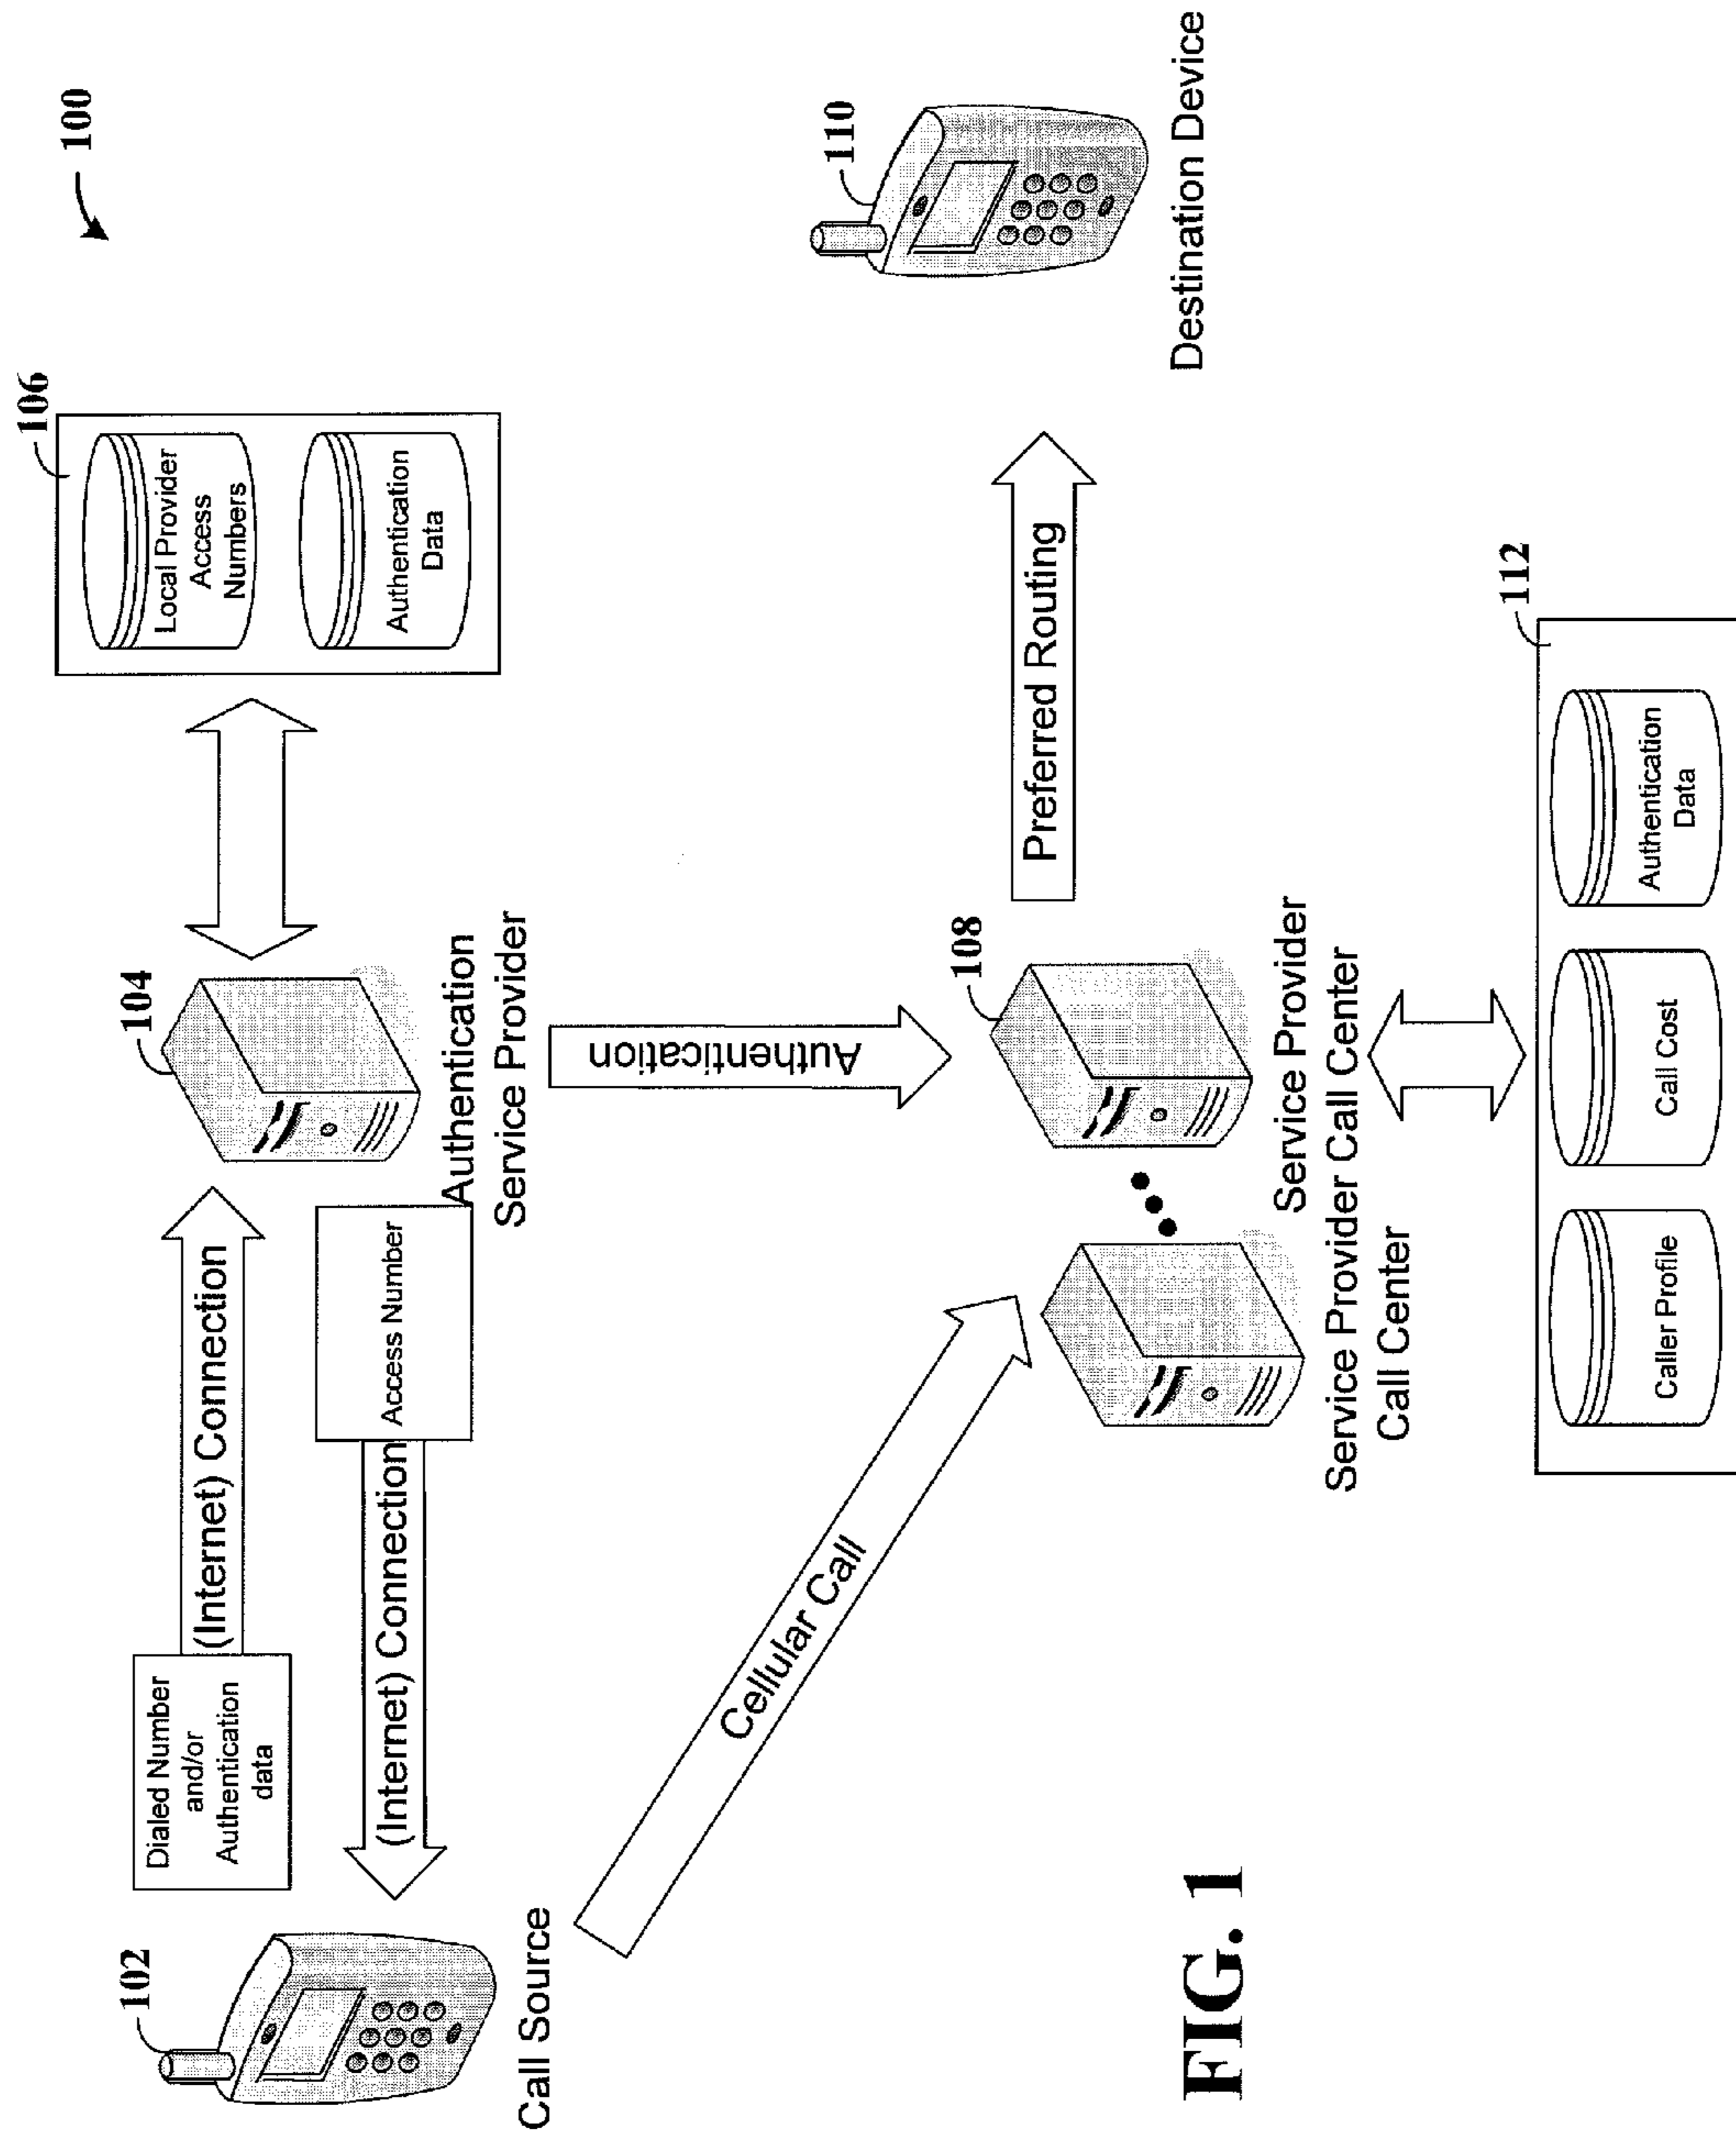 100
102
Call Source
Dialed Number
and/or
Authentication
data
(Internet) Connection
(Internet) Connection
Access Number
104
Authentication
Service Provider
106
Local Provider
Access
Numbers
Authentication
Data
Authentication
Cellular Call
108
Service Provider
Service Provider Call Center
Call Center
Preferred Routing
110
Destination Device
112
Caller Profile
Call Cost
Authentication
Data
FIG. 1